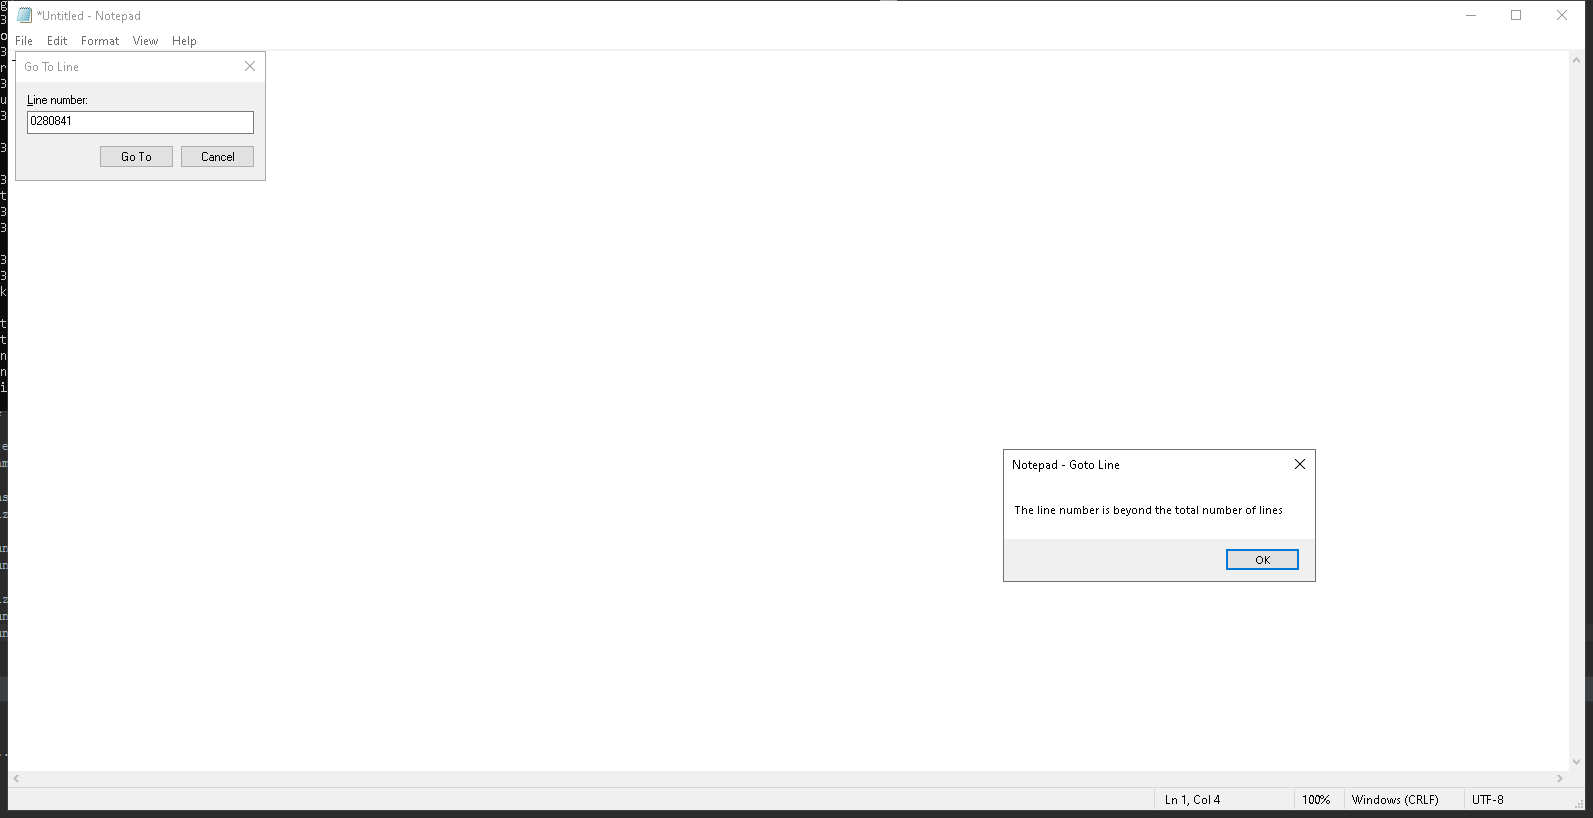 *Untitled - Notepad
File Edit Format View Help
Go To Line
Line number:
0280841
Go To Cancel
Notepad - Goto Line
The line number is beyond the total number of lines
OK
Ln 1, Col 4 100% Windows (CRLF) UTF-8